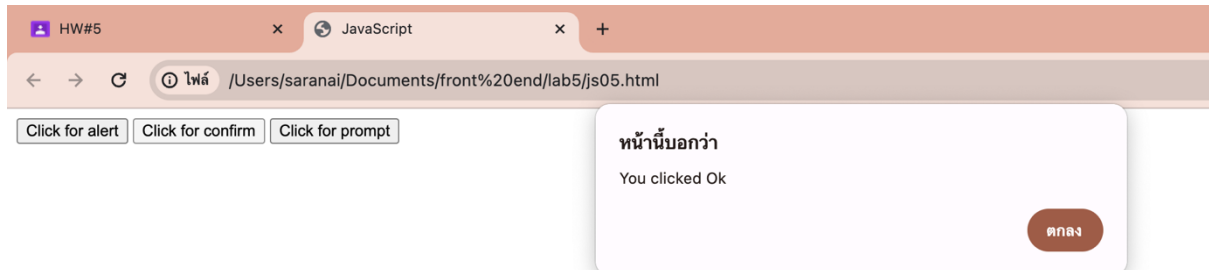 HW#5
JavaScript
ไฟล์ /Users/saranai/Documents/front%20end/lab5/js05.html
Click for alert Click for confirm Click for prompt
หน้านี้บอกว่า
You clicked Ok
ตกลง